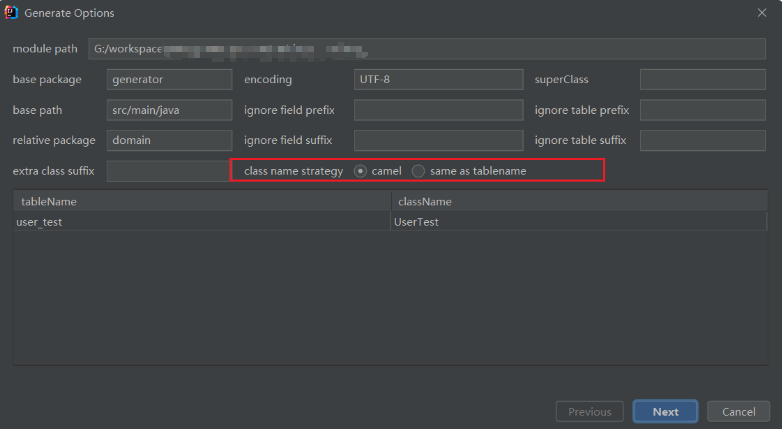 Generate Options
module path G:/workspace
base package generator encoding UTF-8 superClass
base path src/main/java ignore field prefix ignore table prefix
relative package domain ignore field suffix ignore table suffix
extra class suffix class name strategy camel same as tablename
tableName className
user_test UserTest
Previous Next Cancel